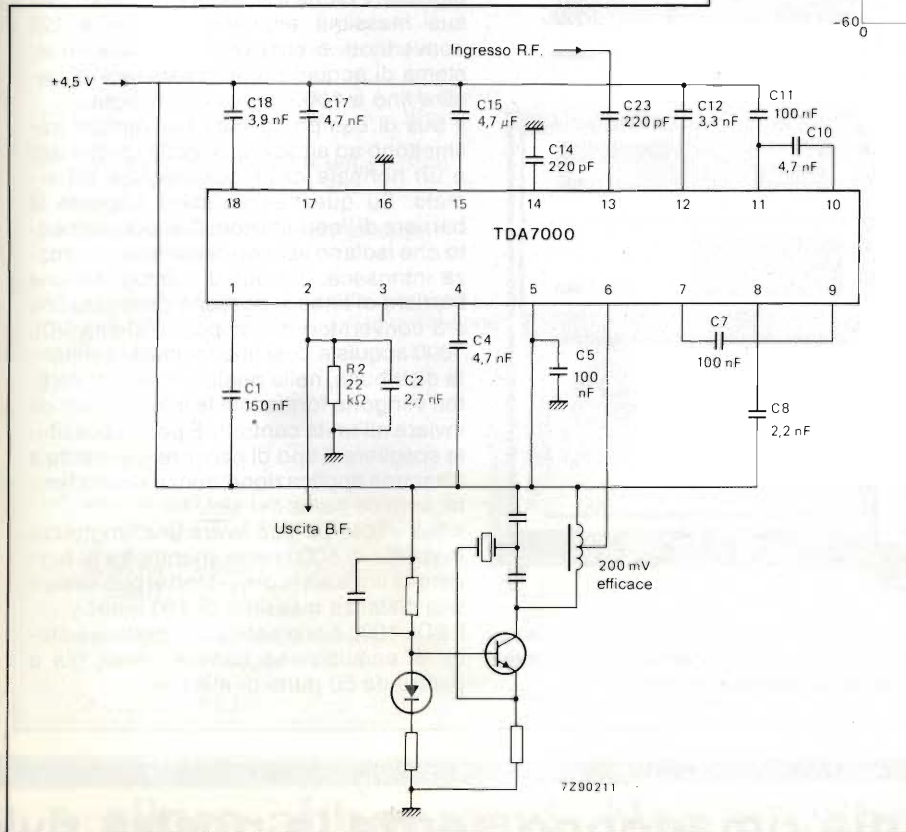 -60
0
Ingresso R.F.
+4,5 V
C18
3,9 nF
C17
4,7 nF
C15
4,7 µF
C14
220 pF
C23
220 pF
C12
3,3 nF
C11
100 nF
C10
4,7 nF
18 17 16 15 14 13 12 11 10
TDA7000
1 2 3 4 5 6 7 8 9
C1
150 nF
R2
22
kΩ
C2
2,7 nF
C4
4,7 nF
C5
100
nF
C7
100 nF
C8
2,2 nF
Uscita B.F.
200 mV
efficace
7Z90211